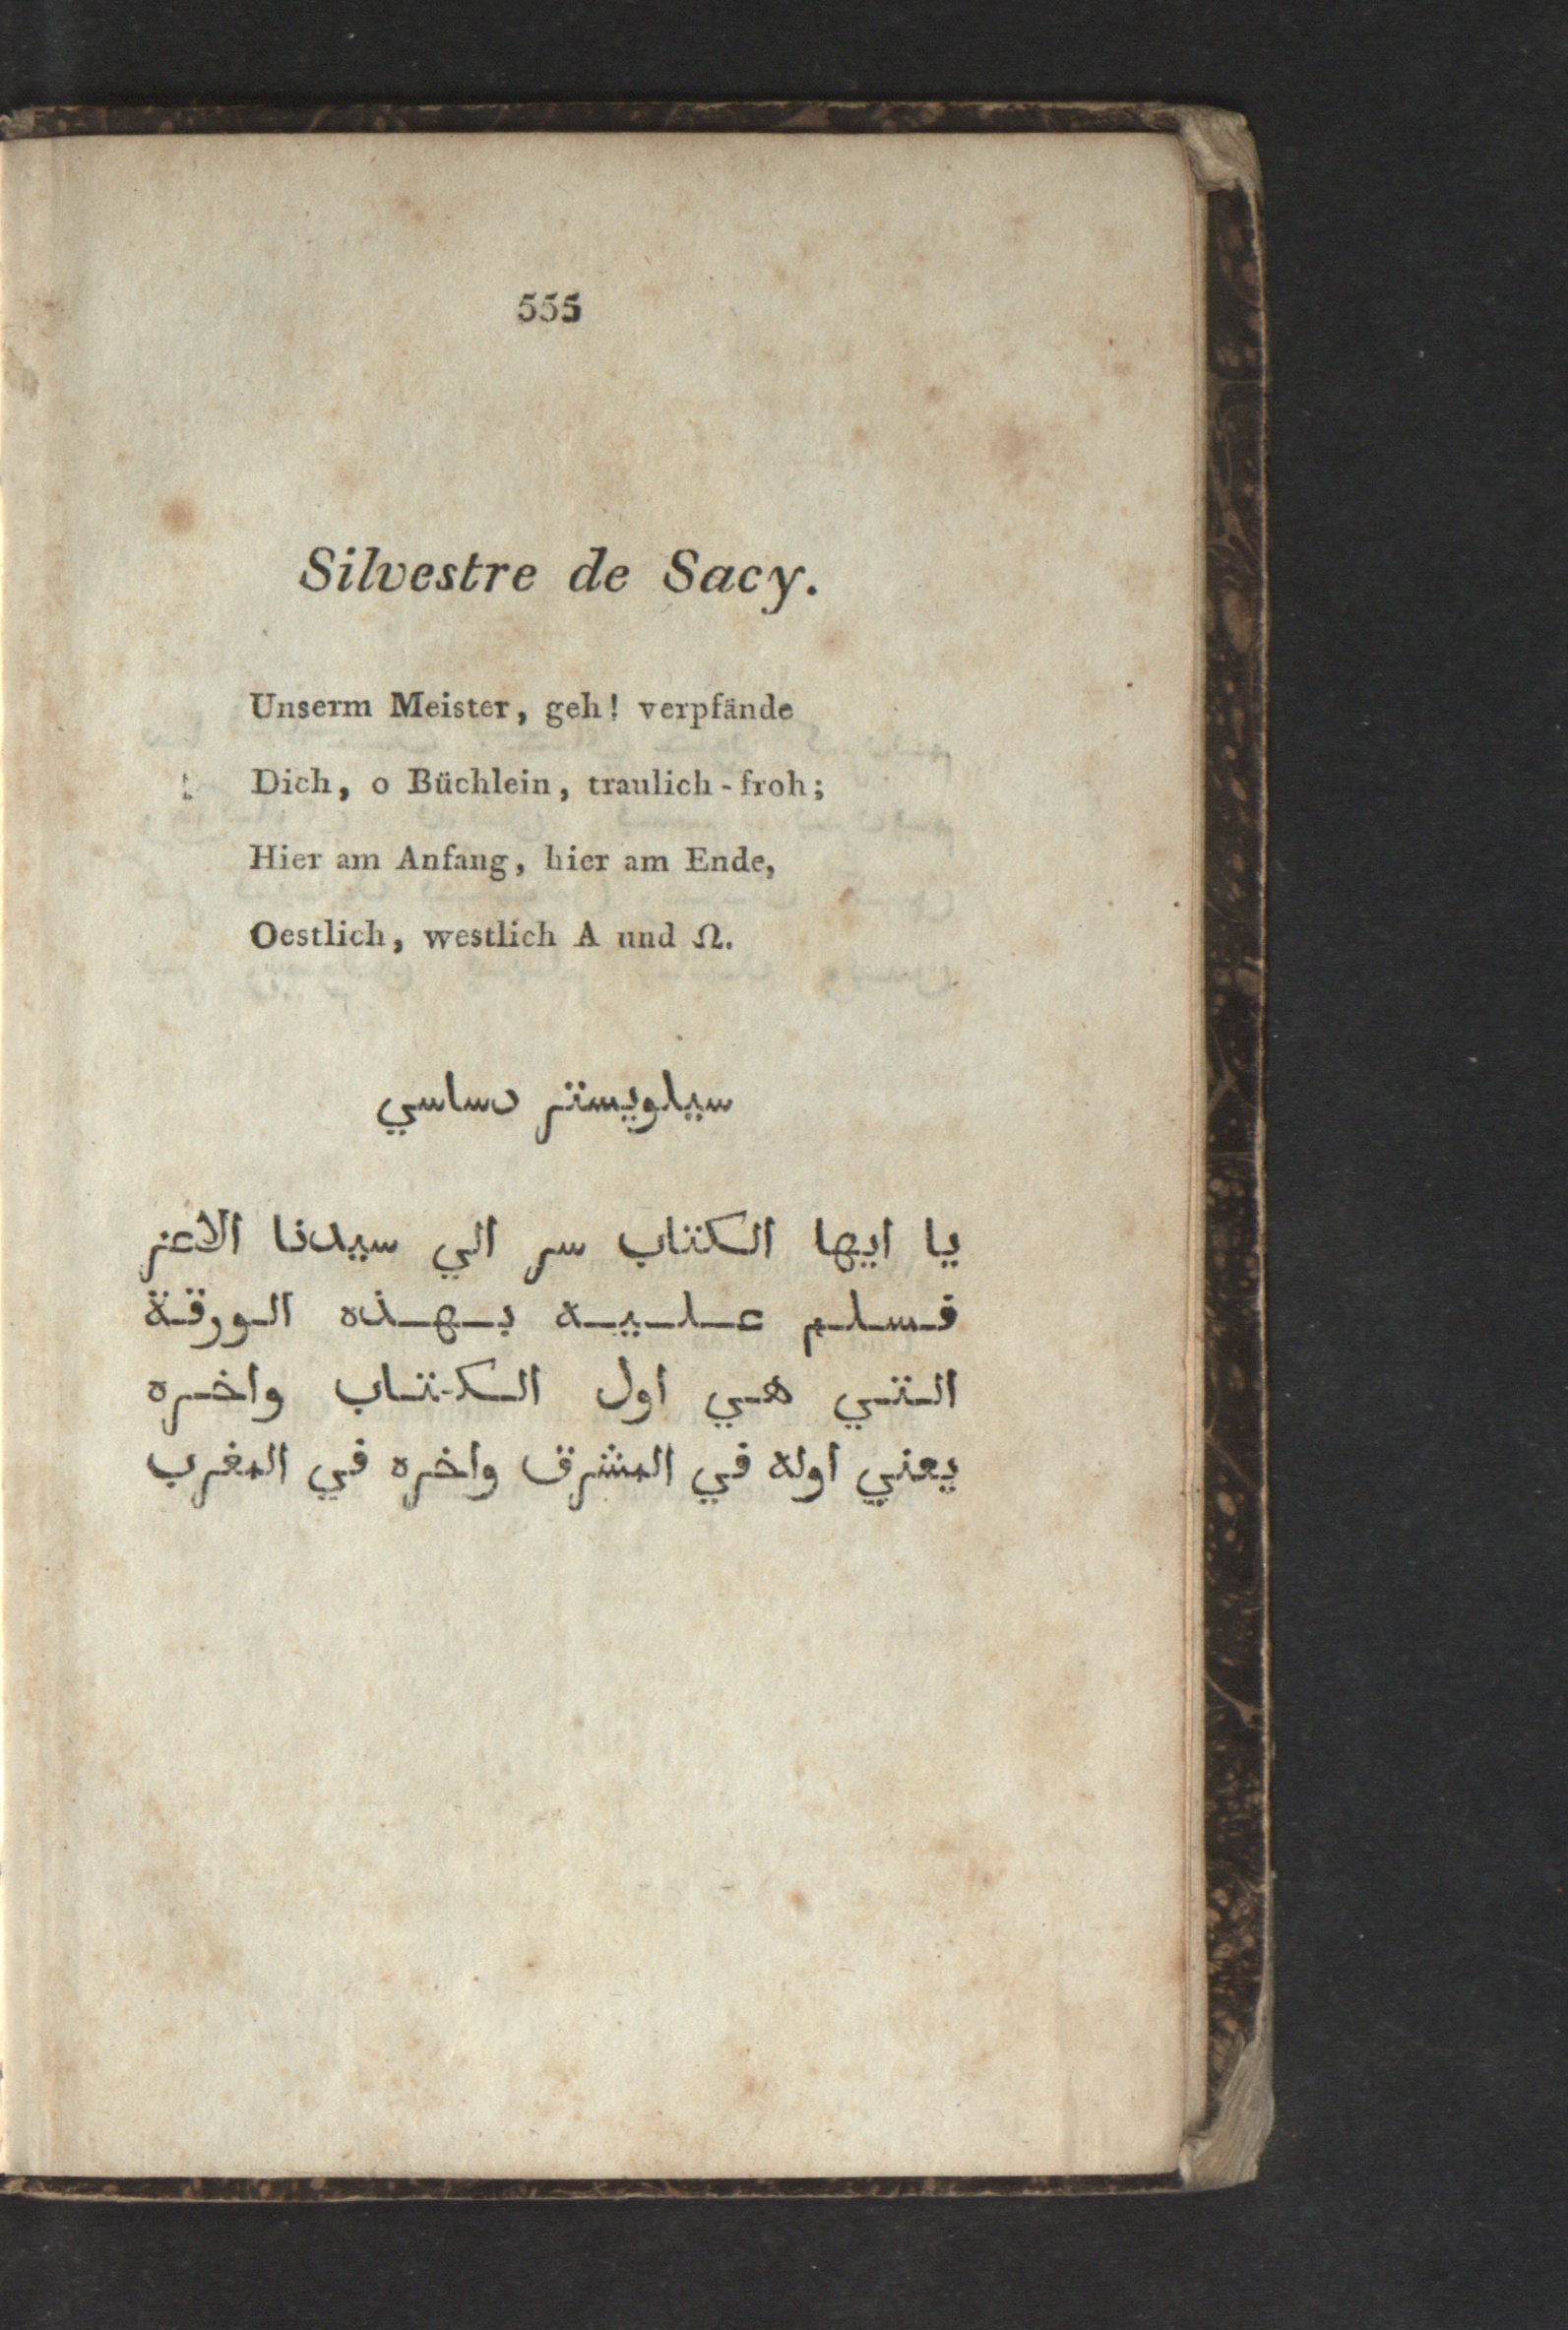 555
Silvestre de Sacy.
Unserm Meister, geh! verpfände
Dich, o Büchlein, traulich-froh;
Hier am Anfang, hier am Ende,
Oestlich, westlich A und Ω.
سيلويستر دساسي
يا ايها الكتاب سر الي سيدنا الاعز
فسلم عليه بهذه الورقة
التي هي اول الكتاب واخره
يعني اوله في المشرق واخره في المغرب